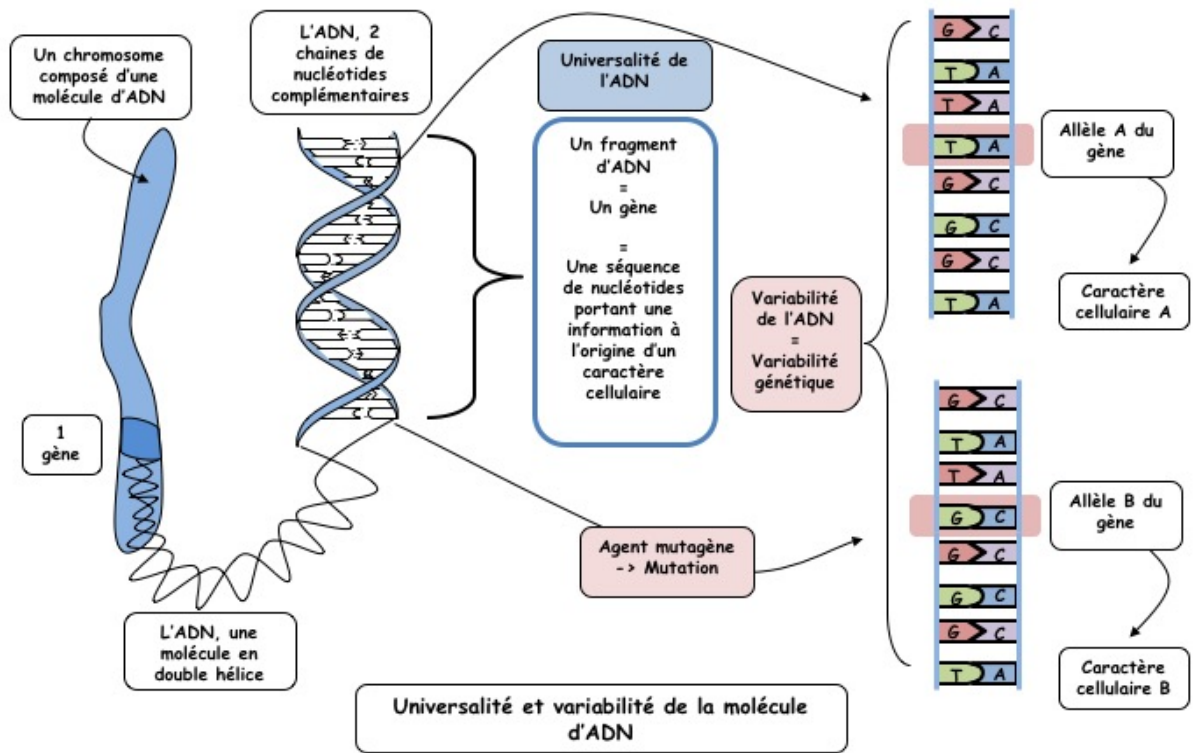 Un chromosome
composé d'une
molécule d'ADN
L'ADN, 2
chaines de
nucléotides
complémentaires
Universalité de
l'ADN
Un fragment
d'ADN
=
Un gène
=
Une séquence
de nucléotides
portant une
information à
l'origine d'un
caractère
cellulaire
1
gène
L'ADN, une
molécule en
double hélice
Agent mutagène
-> Mutation
Variabilité
de l'ADN
=
Variabilité
génétique
G C
T A
T A
T A
G C
G C
G C
T A
Allèle A du
gène
Caractère
cellulaire A
G C
T A
T A
G C
G C
G C
G C
T A
Allèle B du
gène
Caractère
cellulaire B
Universalité et variabilité de la molécule
d'ADN